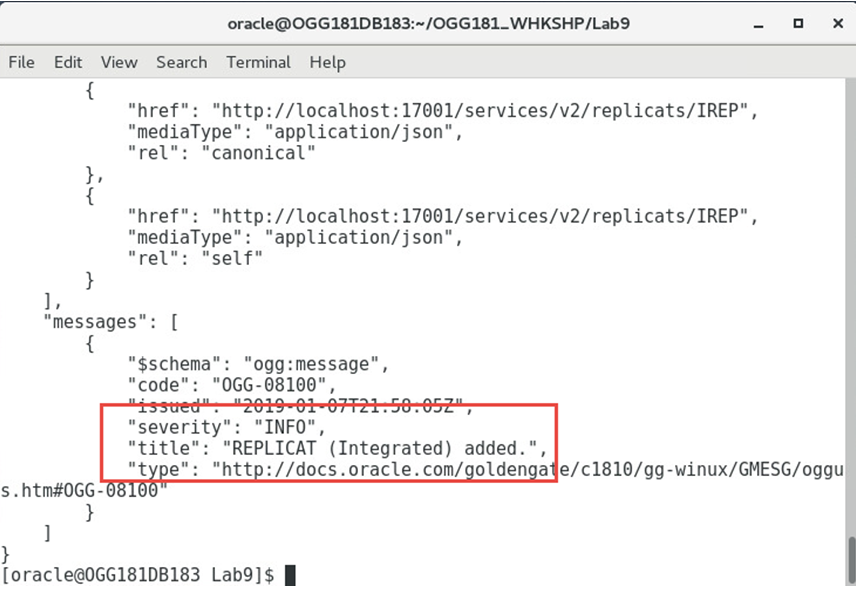 oracle@OGG181DB183:~/OGG181_WHKSHP/Lab9
File Edit View Search Terminal Help
{
"href": "http://localhost:17001/services/v2/replicats/IREP",
"mediaType": "application/json",
"rel": "canonical"
},
{
"href": "http://localhost:17001/services/v2/replicats/IREP",
"mediaType": "application/json",
"rel": "self"
}
],
"messages": [
{
"$schema": "ogg:message",
"code": "OGG-08100",
"issued": "2019-01-07T21:58:05Z",
"severity": "INFO",
"title": "REPLICAT (Integrated) added.",
"type": "http://docs.oracle.com/goldengate/c1810/gg-winux/GMESG/oggu
s.htm#OGG-08100"
}
]
}
[oracle@OGG181DB183 Lab9]$